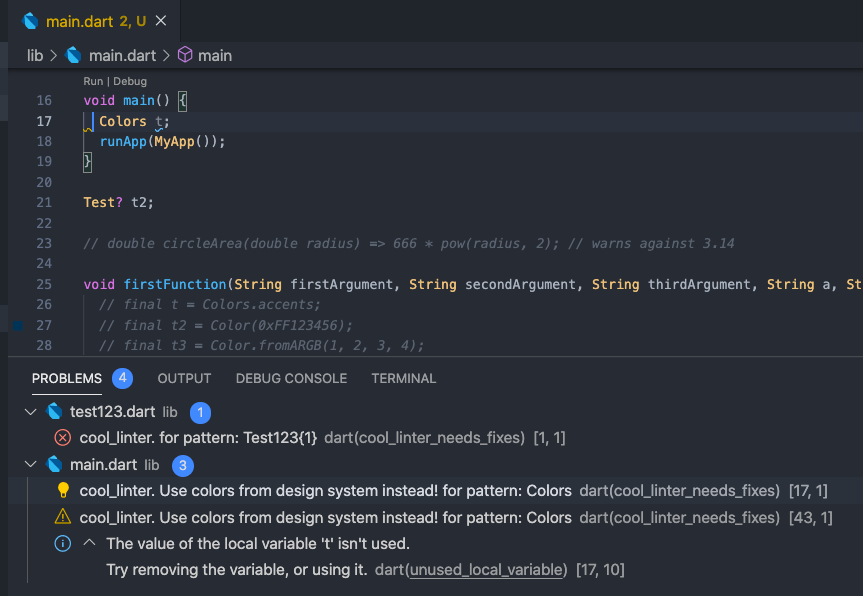 main.dart 2, U
lib > main.dart > main
Run | Debug
16 void main() {
17 Colors t;
18 runApp(MyApp());
19 }
20
21 Test? t2;
22
23 // double circleArea(double radius) => 666 * pow(radius, 2); // warns against 3.14
24
25 void firstFunction(String firstArgument, String secondArgument, String thirdArgument, String a, St
26 // final t = Colors.accents;
27 // final t2 = Color(0xFF123456);
28 // final t3 = Color.fromARGB(1, 2, 3, 4);
PROBLEMS 4 OUTPUT DEBUG CONSOLE TERMINAL
test123.dart lib 1
cool_linter. for pattern: Test123{1} dart(cool_linter_needs_fixes) [1, 1]
main.dart lib 3
cool_linter. Use colors from design system instead! for pattern: Colors dart(cool_linter_needs_fixes) [17, 1]
cool_linter. Use colors from design system instead! for pattern: Colors dart(cool_linter_needs_fixes) [43, 1]
The value of the local variable 't' isn't used.
Try removing the variable, or using it. dart(unused_local_variable) [17, 10]